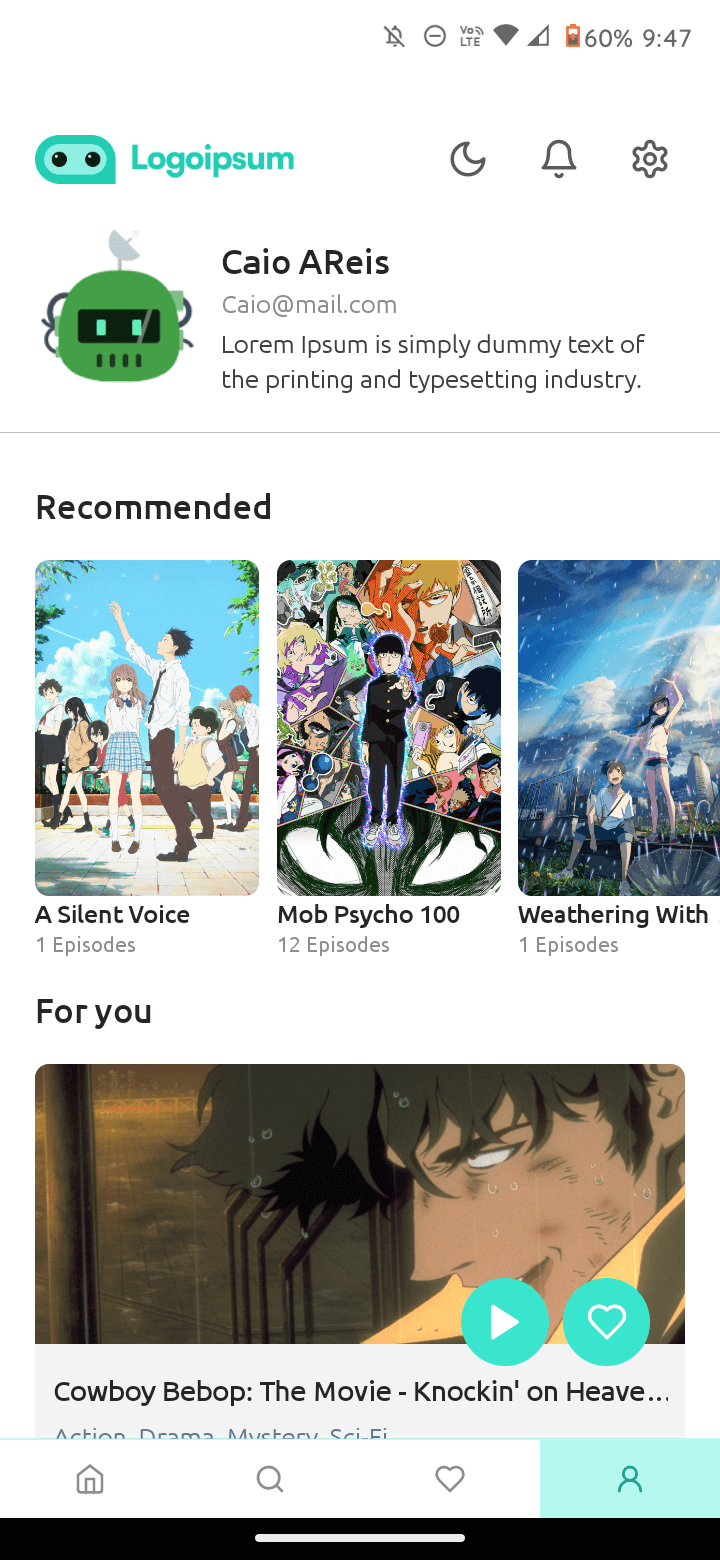 Vo LTE 60% 9:47
Logoipsum
Caio AReis
Caio@mail.com
Lorem Ipsum is simply dummy text of
the printing and typesetting industry.
Recommended
A Silent Voice
1 Episodes
Mob Psycho 100
12 Episodes
Weathering With
1 Episodes
For you
Cowboy Bebop: The Movie - Knockin' on Heave...
Action, Drama, Mystery, Sci-Fi